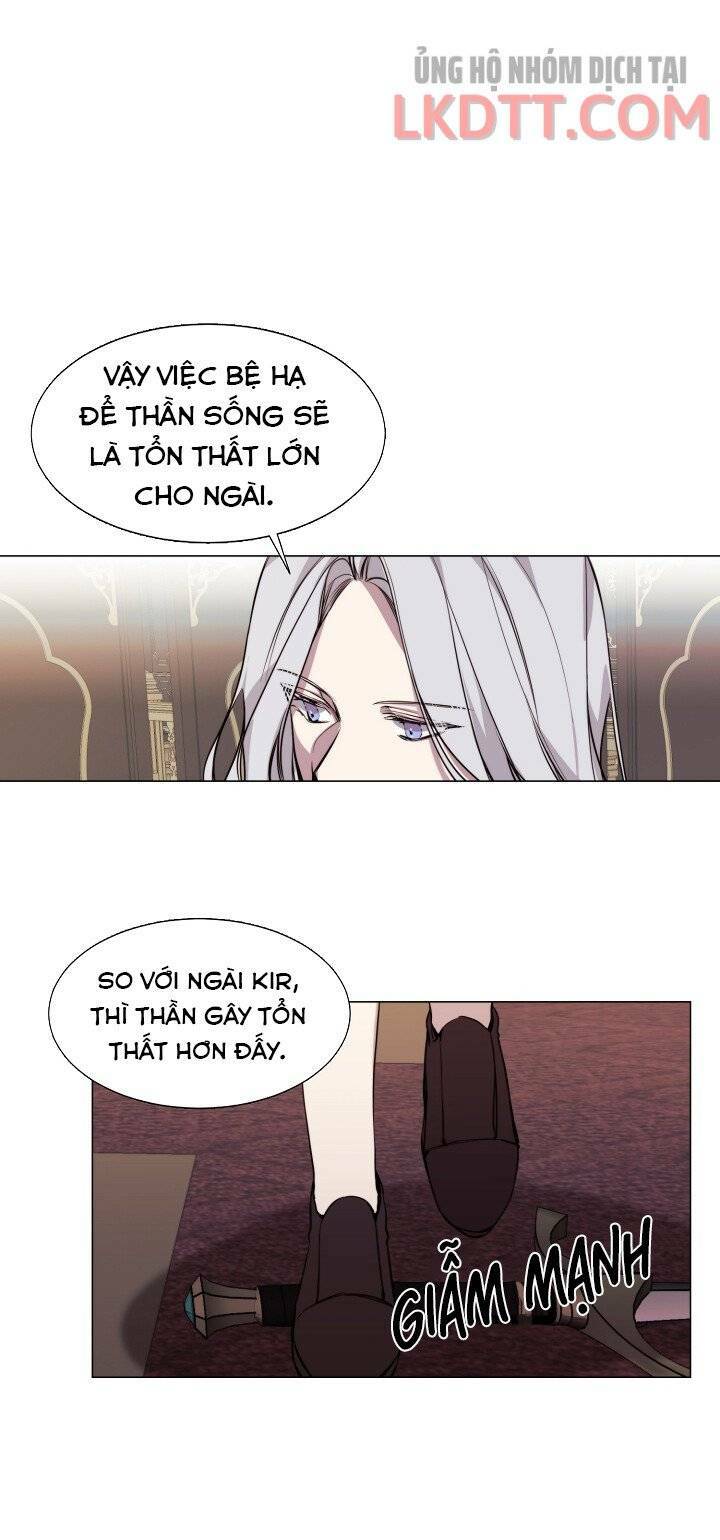 ỦNG HỘ NHÓM DỊCH TẠI
LKDTT.COM
VẬY VIỆC BỆ HẠ
ĐỂ THẦN SỐNG SẼ
LÀ TỔN THẤT LỚN
CHO NGÀI.
SO VỚI NGÀI KIR,
THÌ THẦN GÂY TỔN
THẤT HƠN ĐẤY.
GIẪM MẠNH